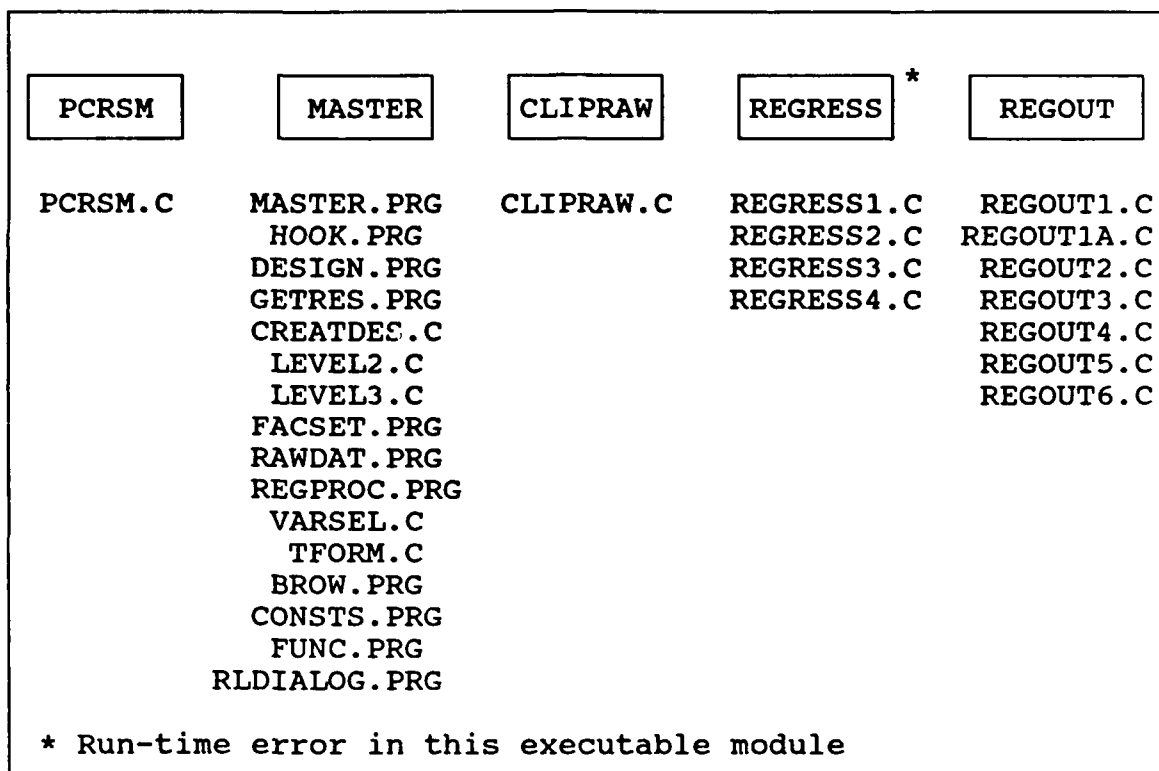 *
PCRSM MASTER CLIPRAW REGRESS REGOUT
PCRSM.C MASTER.PRG CLIPRAW.C REGRESS1.C REGOUT1.C
HOOK.PRG REGRESS2.C REGOUT1A.C
DESIGN.PRG REGRESS3.C REGOUT2.C
GETRES.PRG REGRESS4.C REGOUT3.C
CREATDES.C REGOUT4.C
LEVEL2.C REGOUT5.C
LEVEL3.C REGOUT6.C
FACSET.PRG
RAWDAT.PRG
REGPROC.PRG
VARSEL.C
TFORM.C
BROW.PRG
CONSTS.PRG
FUNC.PRG
RLDIALOG.PRG
* Run-time error in this executable module